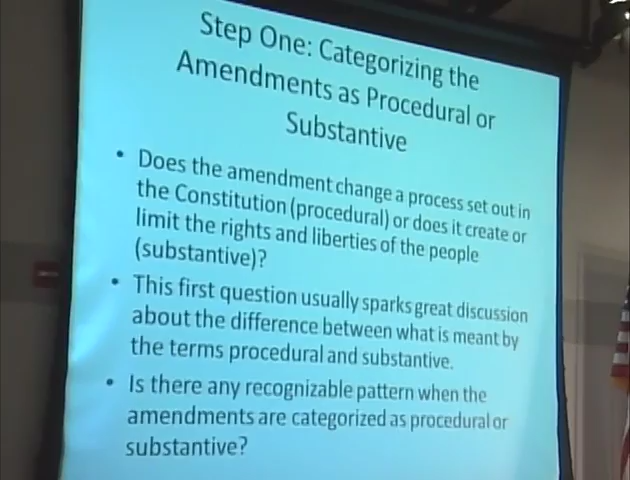 Step One: Categorizing the
Amendments as Procedural or
Substantive
• Does the amendment change a process set out in
the Constitution (procedural) or does it create or
limit the rights and liberties of the people
(substantive)?
• This first question usually sparks great discussion
about the difference between what is meant by
the terms procedural and substantive.
• Is there any recognizable pattern when the
amendments are categorized as procedural or
substantive?